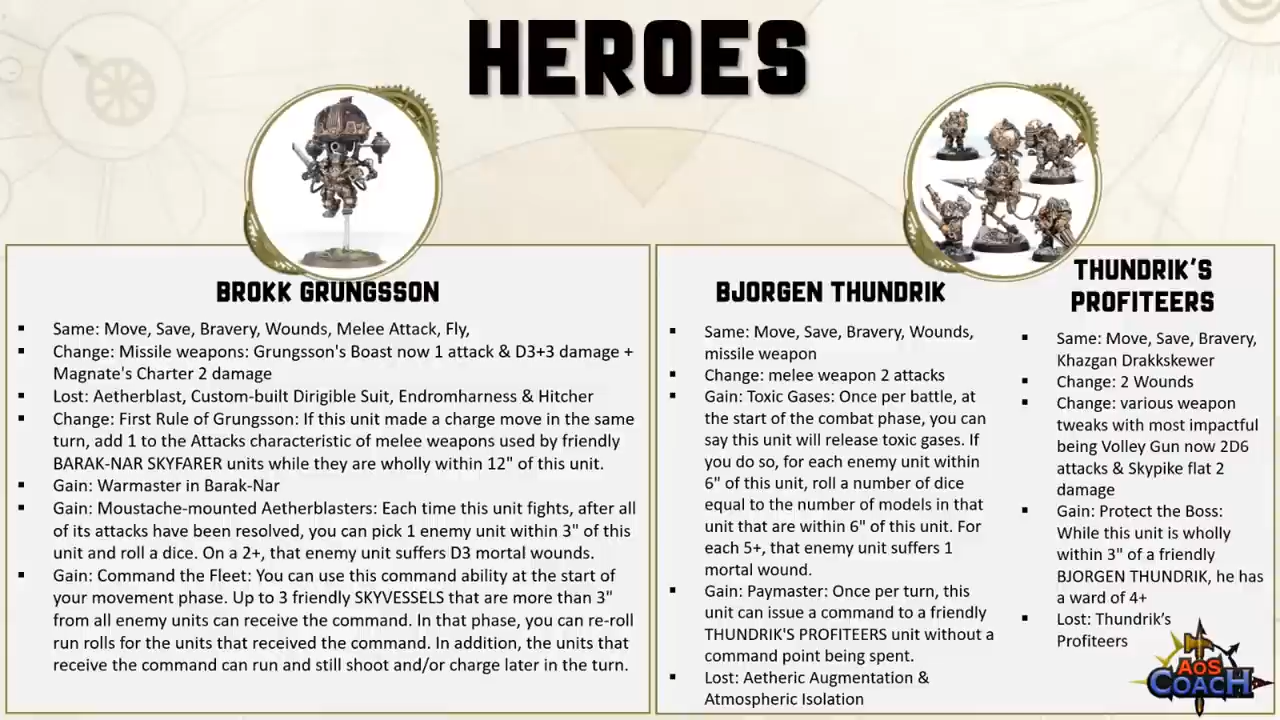 HEROES
BROKK GRUNGSSON
▪ Same: Move, Save, Bravery, Wounds, Melee Attack, Fly,
▪ Change: Missile weapons: Grungsson's Boast now 1 attack & D3+3 damage +
Magnate's Charter 2 damage
▪ Lost: Aetherblast, Custom-built Dirigible Suit, Endromharness & Hitcher
▪ Change: First Rule of Grungsson: If this unit made a charge move in the same
turn, add 1 to the Attacks characteristic of melee weapons used by friendly
BARAK-NAR SKYFARER units while they are wholly within 12" of this unit.
▪ Gain: Warmaster in Barak-Nar
▪ Gain: Moustache-mounted Aetherblasters: Each time this unit fights, after all
of its attacks have been resolved, you can pick 1 enemy unit within 3" of this
unit and roll a dice. On a 2+, that enemy unit suffers D3 mortal wounds.
▪ Gain: Command the Fleet: You can use this command ability at the start of
your movement phase. Up to 3 friendly SKYVESSELS that are more than 3"
from all enemy units can receive the command. In that phase, you can re-roll
run rolls for the units that received the command. In addition, the units that
receive the command can run and still shoot and/or charge later in the turn.
BJORGEN THUNDRIK
▪ Same: Move, Save, Bravery, Wounds,
missile weapon
▪ Change: melee weapon 2 attacks
▪ Gain: Toxic Gases: Once per battle, at
the start of the combat phase, you can
say this unit will release toxic gases. If
you do so, for each enemy unit within
6" of this unit, roll a number of dice
equal to the number of models in that
unit that are within 6" of this unit. For
each 5+, that enemy unit suffers 1
mortal wound.
▪ Gain: Paymaster: Once per turn, this
unit can issue a command to a friendly
THUNDRIK'S PROFITEERS unit without a
command point being spent.
▪ Lost: Aetheric Augmentation &
Atmospheric Isolation
THUNDRIK'S
PROFITEERS
▪ Same: Move, Save, Bravery,
Khazgan Drakkskewer
▪ Change: 2 Wounds
▪ Change: various weapon
tweaks with most impactful
being Volley Gun now 2D6
attacks & Skypike flat 2
damage
▪ Gain: Protect the Boss:
While this unit is wholly
within 3" of a friendly
BJORGEN THUNDRIK, he has
a ward of 4+
▪ Lost: Thundrik's
Profiteers
AoS
COACH